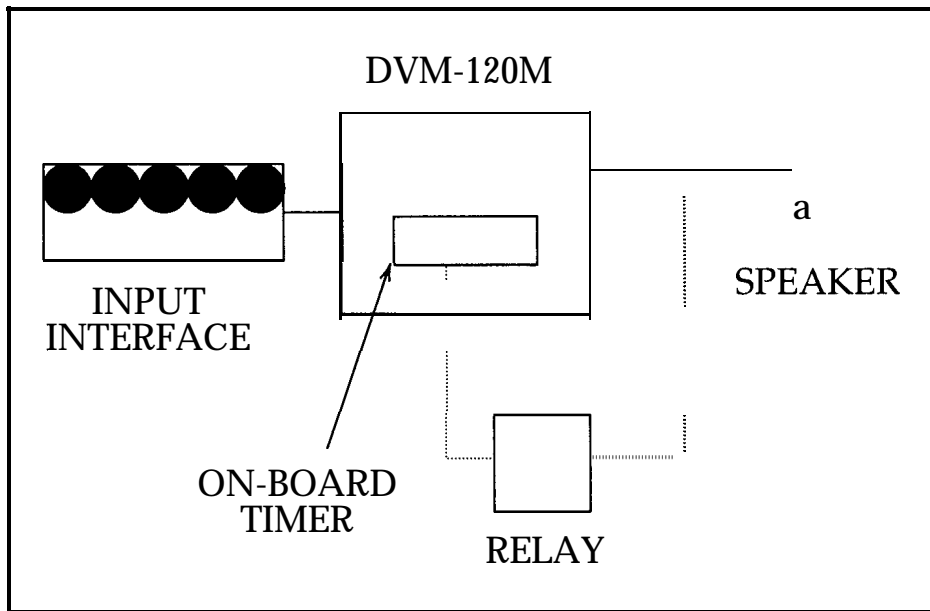 DVM-120M
a
SPEAKER
INPUT
INTERFACE
ON-BOARD
TIMER
RELAY